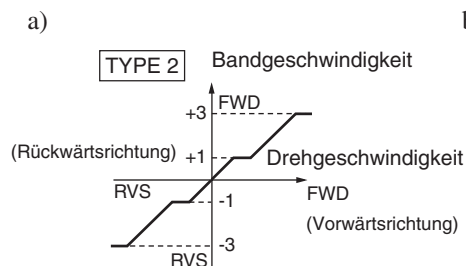 a)
b
TYPE 2
Bandgeschwindigkeit
+3
FWD
(Rückwärtsrichtung)
+1
Drehgeschwindigkeit
RVS
FWD
-1
(Vorwärtsrichtung)
-3
RVS